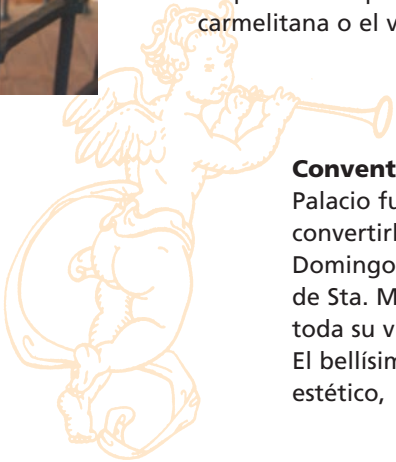 carmelitana o el v
Convent
Palacio fu
convertirl
Domingo
de Sta. M
toda su v
El bellísim
estético,